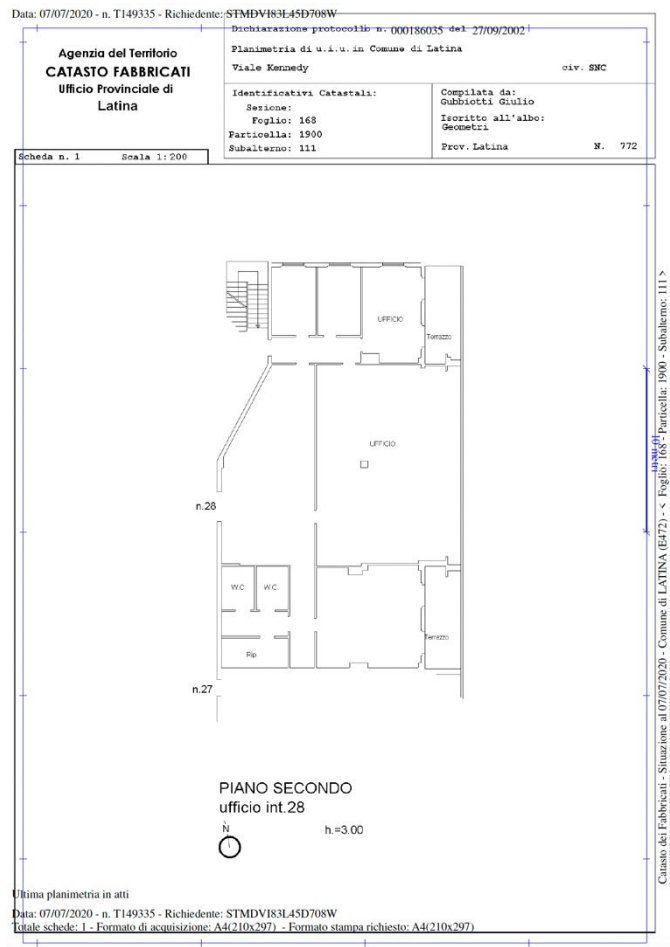 Data: 07/07/2020 - n. T149335 - Richiedente: STMDVI83L45D708W
Agenzia del Territorio
CATASTO FABBRICATI
Ufficio Provinciale di
Latina
Dichiarazione protocollo n. 000186035 del 27/09/2002
Planimetria di u.i.u. in Comune di Latina
Viale Kennedy civ. SNC
Identificativi Catastali:
Sezione:
Foglio: 168
Particella: 1900
Subalterno: 111
Compilata da:
Gubbiotti Giulio
Iscritto all'albo:
Geometri
Prov. Latina N. 772
Scheda n. 1 Scala 1:200
UFFICIO
Terrazzo
UFFICIO
n.28
W.C. W.C.
Terrazzo
Rip.
n.27
PIANO SECONDO
ufficio int.28
N
h.=3.00
10 metri
Catasto dei Fabbricati - Situazione al 07/07/2020 - Comune di LATINA (E472) - < Foglio: 168 - Particella: 1900 - Subalterno: 111 >
Ultima planimetria in atti
Data: 07/07/2020 - n. T149335 - Richiedente: STMDVI83L45D708W
Totale schede: 1 - Formato di acquisizione: A4(210x297) - Formato stampa richiesto: A4(210x297)